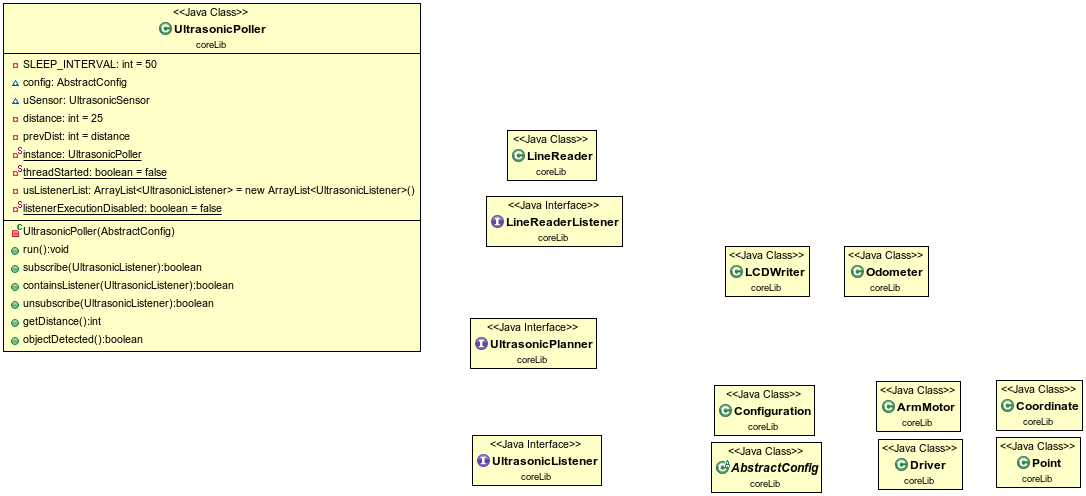 <<Java Class>>
UltrasonicPoller
coreLib
SLEEP_INTERVAL: int = 50
config: AbstractConfig
uSensor: UltrasonicSensor
distance: int = 25
prevDist: int = distance
instance: UltrasonicPoller
threadStarted: boolean = false
usListenerList: ArrayList<UltrasonicListener> = new ArrayList<UltrasonicListener>()
listenerExecutionDisabled: boolean = false
UltrasonicPoller(AbstractConfig)
run():void
subscribe(UltrasonicListener):boolean
containsListener(UltrasonicListener):boolean
unsubscribe(UltrasonicListener):boolean
getDistance():int
objectDetected():boolean
<<Java Class>>
LineReader
coreLib
<<Java Interface>>
LineReaderListener
coreLib
<<Java Class>>
LCDWriter
coreLib
<<Java Class>>
Odometer
coreLib
<<Java Interface>>
UltrasonicPlanner
coreLib
<<Java Class>>
Configuration
coreLib
<<Java Class>>
ArmMotor
coreLib
<<Java Class>>
Coordinate
coreLib
<<Java Interface>>
UltrasonicListener
coreLib
<<Java Class>>
AbstractConfig
coreLib
<<Java Class>>
Driver
coreLib
<<Java Class>>
Point
coreLib